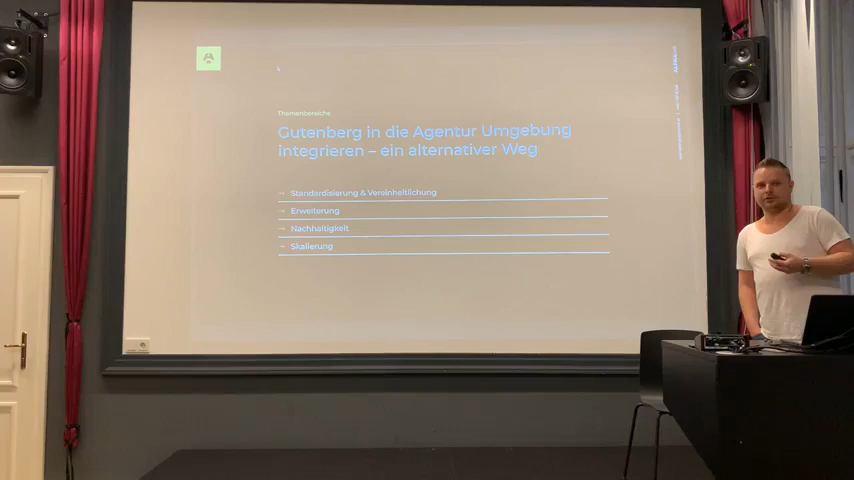 Themenbereiche
Gutenberg in die Agentur Umgebung
integrieren – ein alternativer Weg
→ Standardisierung & Vereinheitlichung
→ Erweiterung
→ Nachhaltigkeit
→ Skalierung